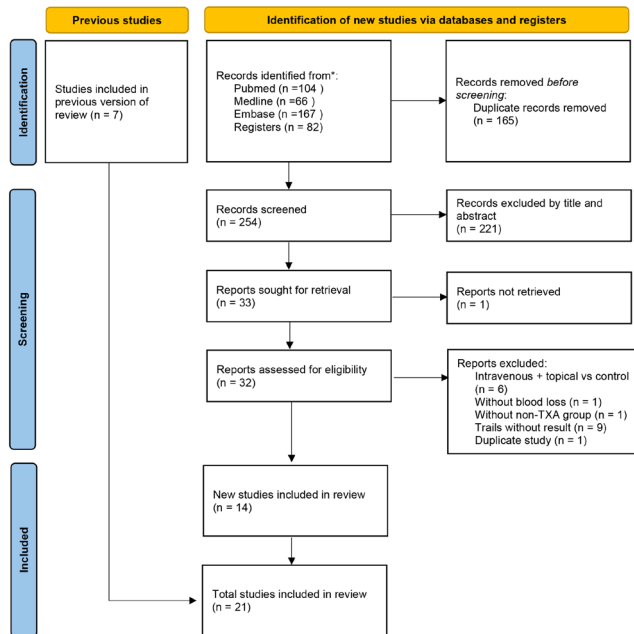 Previous studies
Identification of new studies via databases and registers
Identification
Studies included in
previous version of
review (n = 7)
Records identified from*:
Pubmed (n =104 )
Medline (n =66 )
Embase (n =167 )
Registers (n = 82)
Records removed before
screening:
Duplicate records removed
(n = 165)
Screening
Records screened
(n = 254)
Records excluded by title and
abstract
(n = 221)
Reports sought for retrieval
(n = 33)
Reports not retrieved
(n = 1)
Reports assessed for eligibility
(n = 32)
Reports excluded:
Intravenous + topical vs control
(n = 6)
Without blood loss (n = 1)
Without non-TXA group (n = 1)
Trails without result (n = 9)
Duplicate study (n = 1)
Included
New studies included in review
(n = 14)
Total studies included in review
(n = 21)